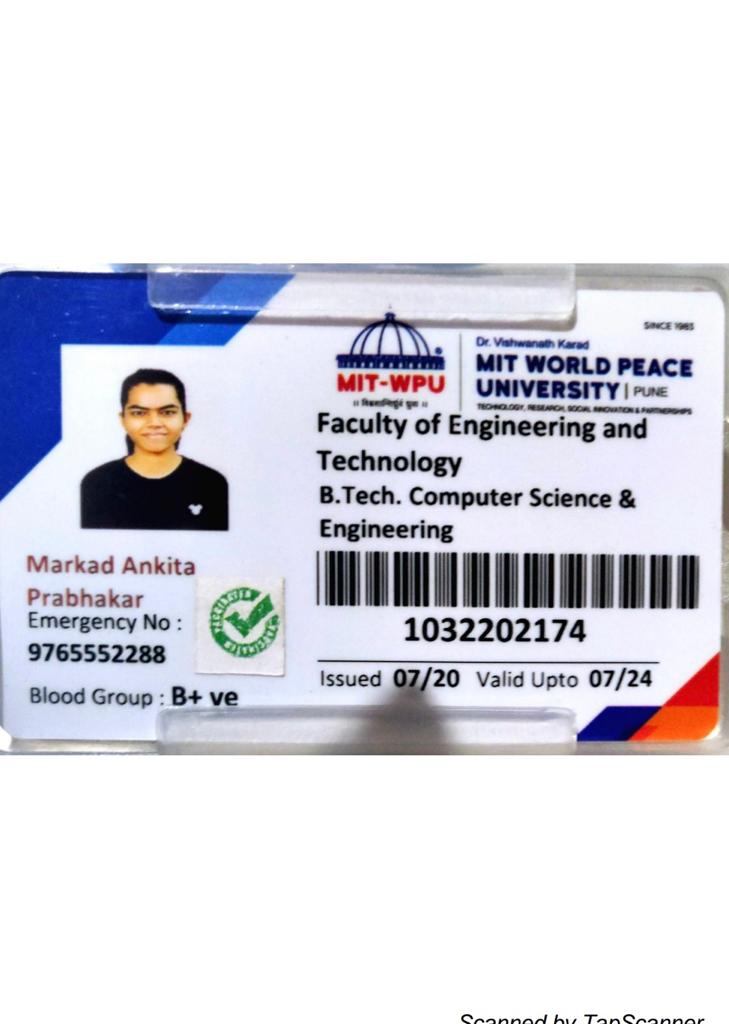 SINCE 1983
Dr. Vishwanath Karad
MIT WORLD PEACE
UNIVERSITY | PUNE
TECHNOLOGY, RESEARCH, SOCIAL INNOVATION & PARTNERSHIPS
MIT-WPU
Faculty of Engineering and
Technology
B.Tech. Computer Science &
Engineering
1032202174
Issued 07/20 Valid Upto 07/24
Markad Ankita
Prabhakar
Emergency No :
9765552288
VACCINATED
Blood Group : B+ ve
Scanned by TapScanner